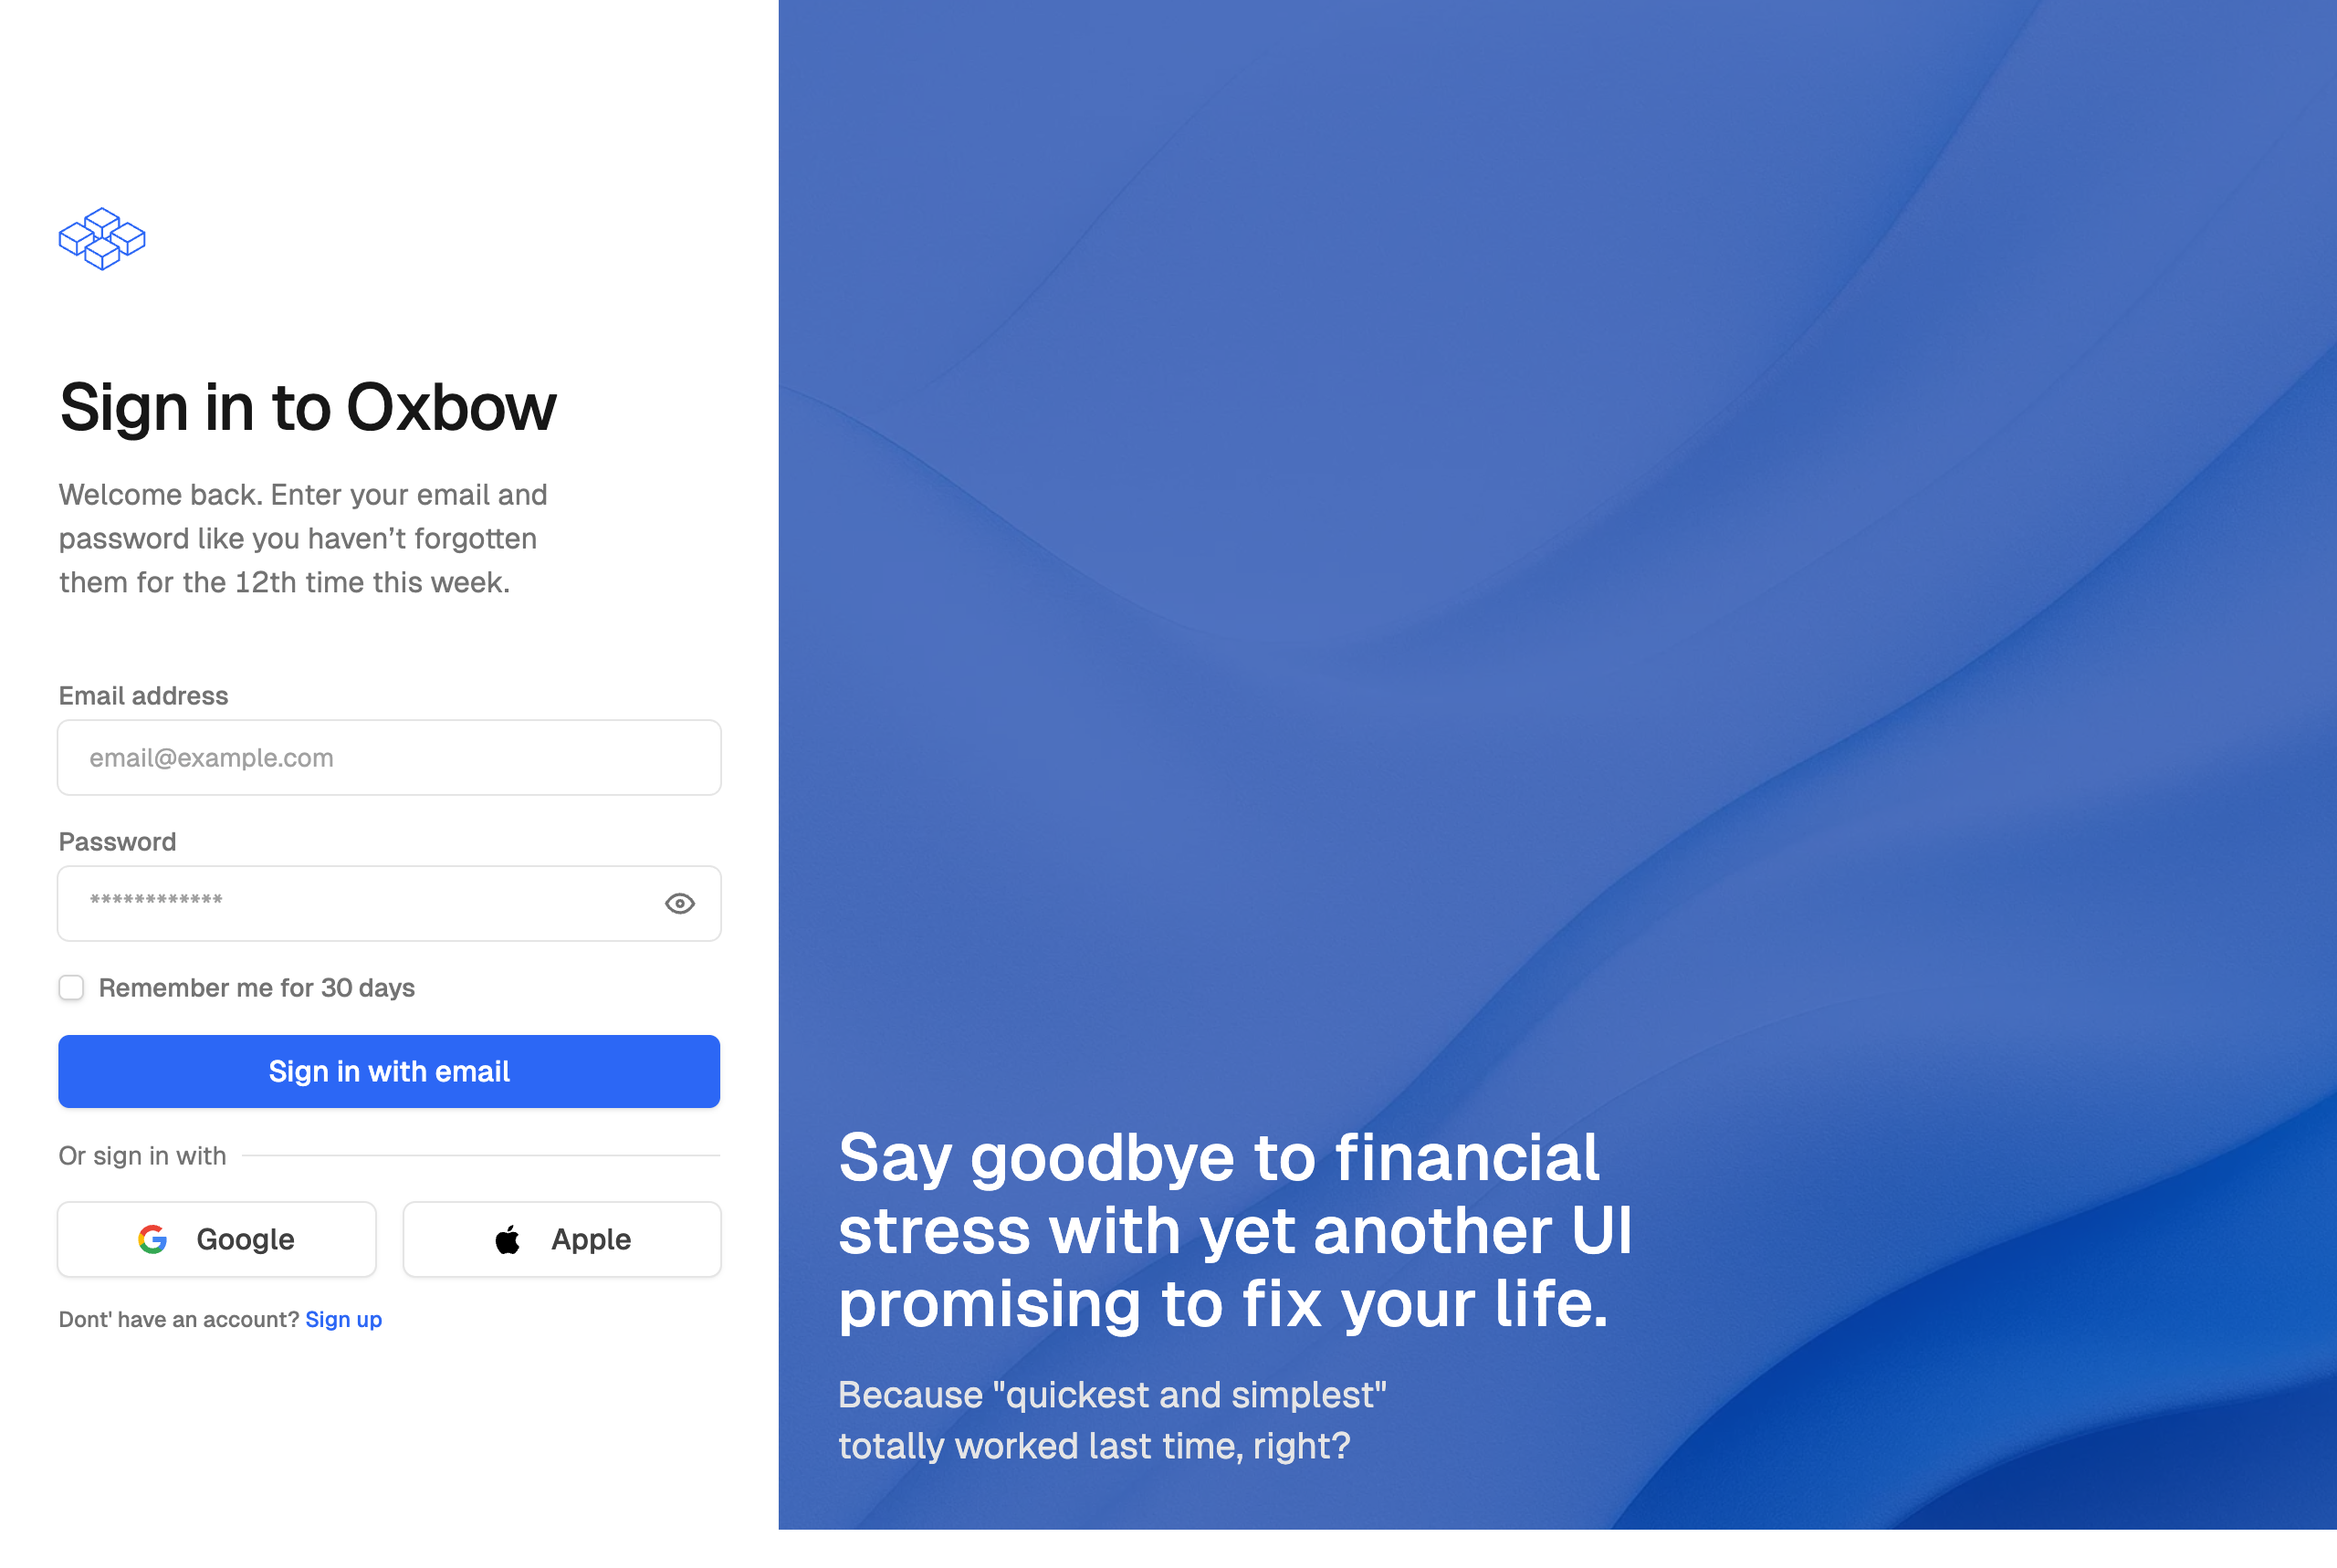 Sign in to Oxbow
Welcome back. Enter your email and
password like you haven’t forgotten
them for the 12th time this week.
Email address
email@example.com
Password
************
Remember me for 30 days
Sign in with email
Or sign in with
Google
Apple
Dont' have an account? Sign up
Say goodbye to financial
stress with yet another UI
promising to fix your life.
Because "quickest and simplest"
totally worked last time, right?